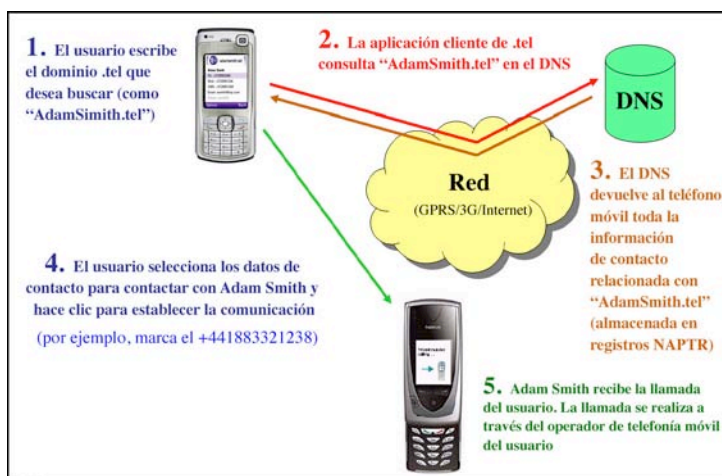 1. El usuario escribe
el dominio .tel que
desea buscar (como
“AdamSimith.tel”)
2. La aplicación cliente de .tel
consulta “AdamSmith.tel” en el DNS
DNS
Red
(GPRS/3G/Internet)
3. El DNS
devuelve al teléfono
móvil toda la
información
de contacto
relacionada con
“AdamSmith.tel”
(almacenada en
registros NAPTR)
4. El usuario selecciona los datos de
contacto para contactar con Adam Smith y
hace clic para establecer la comunicación
(por ejemplo, marca el +441883321238)
5. Adam Smith recibe la llamada
del usuario. La llamada se realiza a
través del operador de telefonía móvil
del usuario